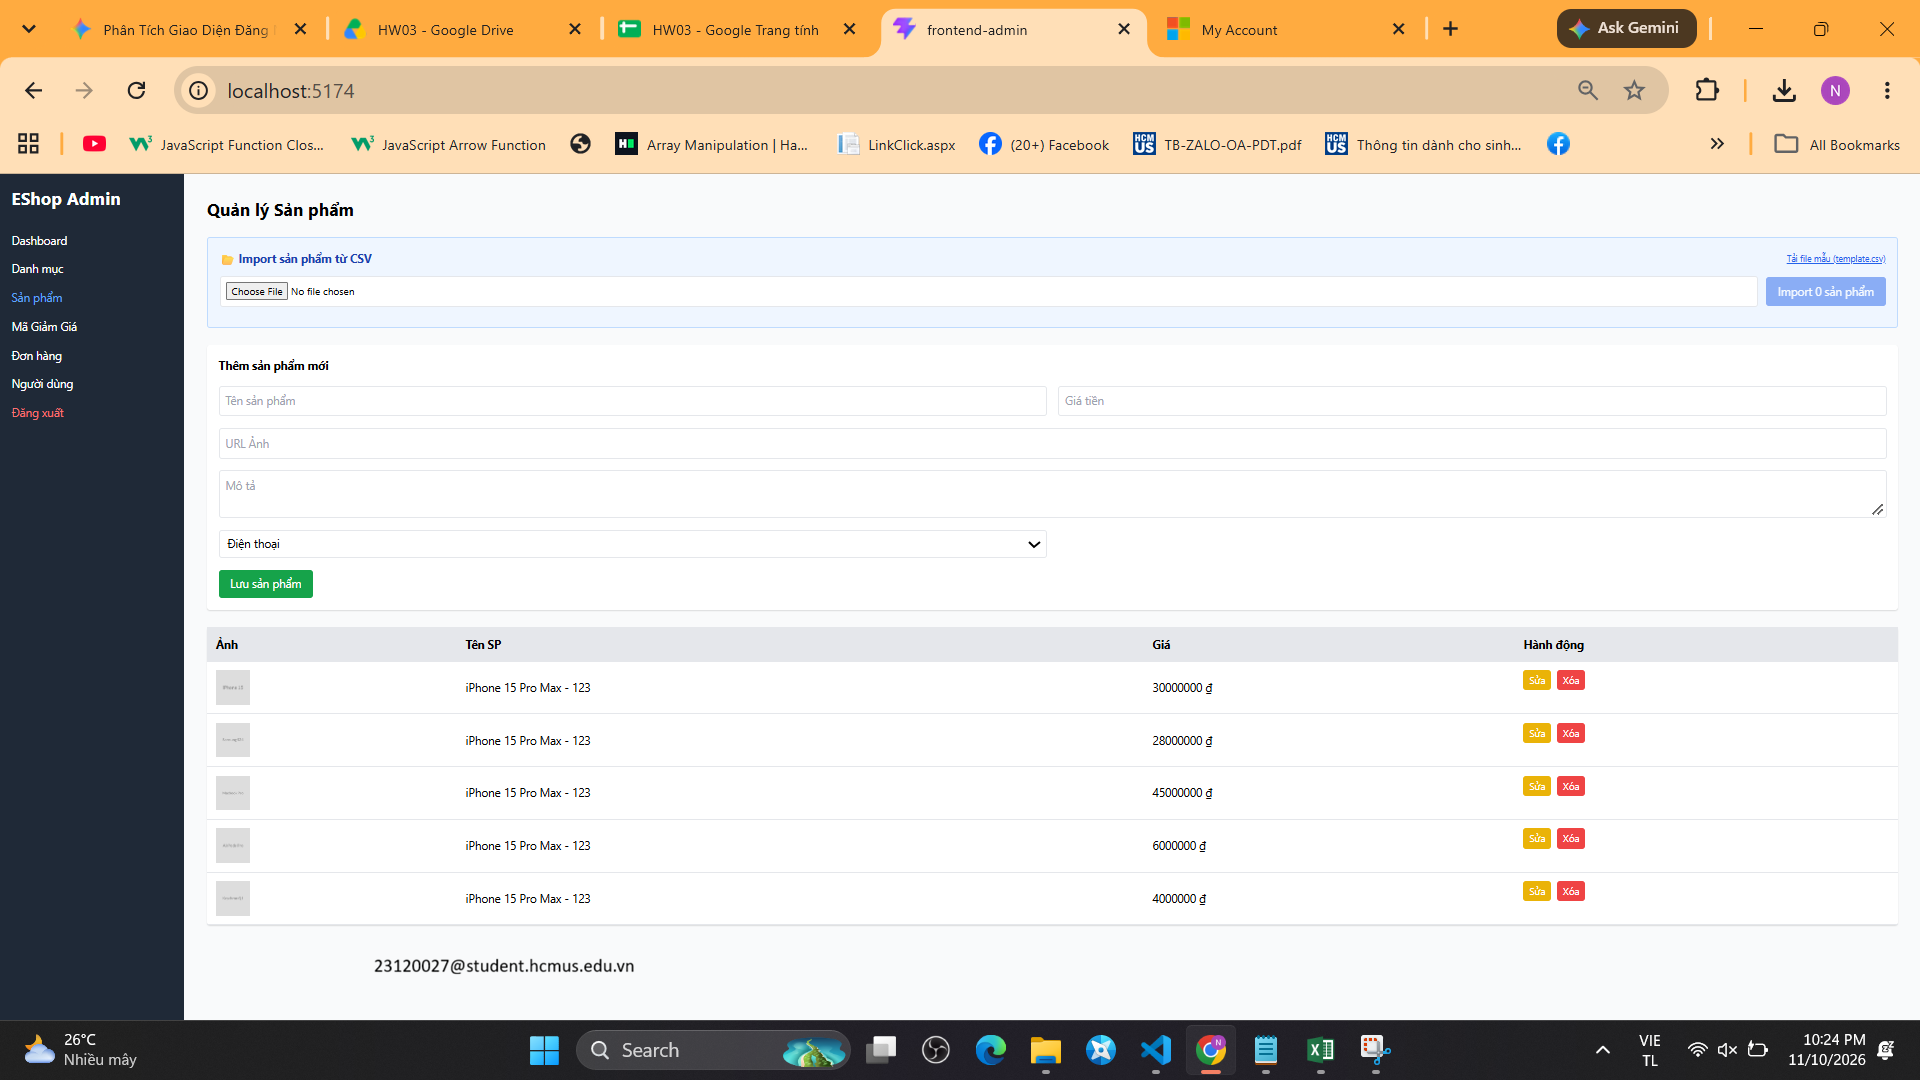 Phân Tích Giao Diện Đăng
HW03 - Google Drive
HW03 - Google Trang tính
frontend-admin
My Account
Ask Gemini
localhost:5174
N
JavaScript Function Clos...
JavaScript Arrow Function
Array Manipulation | Ha...
LinkClick.aspx
(20+) Facebook
TB-ZALO-OA-PDT.pdf
Thông tin dành cho sinh...
All Bookmarks
EShop Admin
Dashboard
Danh mục
Sản phẩm
Mã Giảm Giá
Đơn hàng
Người dùng
Đăng xuất
Quản lý Sản phẩm
Import sản phẩm từ CSV
Tải file mẫu (template.csv)
Choose File No file chosen
Import 0 sản phẩm
Thêm sản phẩm mới
Tên sản phẩm
Giá tiền
URL Ảnh
Mô tả
Điện thoại
Lưu sản phẩm
Ảnh Tên SP Giá Hành động
iPhone 15 Pro Max - 123 30000000 ₫ Sửa Xóa
iPhone 15 Pro Max - 123 28000000 ₫ Sửa Xóa
iPhone 15 Pro Max - 123 45000000 ₫ Sửa Xóa
iPhone 15 Pro Max - 123 6000000 ₫ Sửa Xóa
iPhone 15 Pro Max - 123 4000000 ₫ Sửa Xóa
23120027@student.hcmus.edu.vn
26°C
Nhiều mây
Search
VIE
TL
10:24 PM
11/10/2026